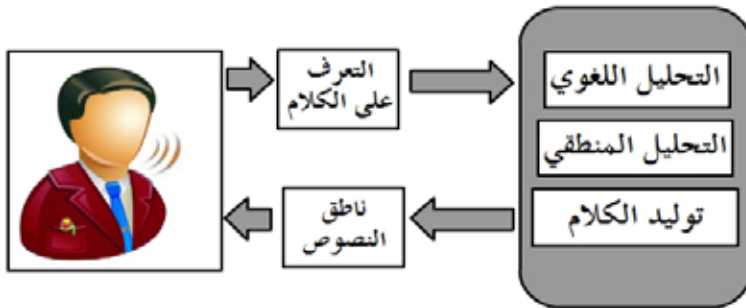 التعرف
على الكلام
التحليل اللغوي
التحليل المنطقي
توليد الكلام
ناطق
النصوص